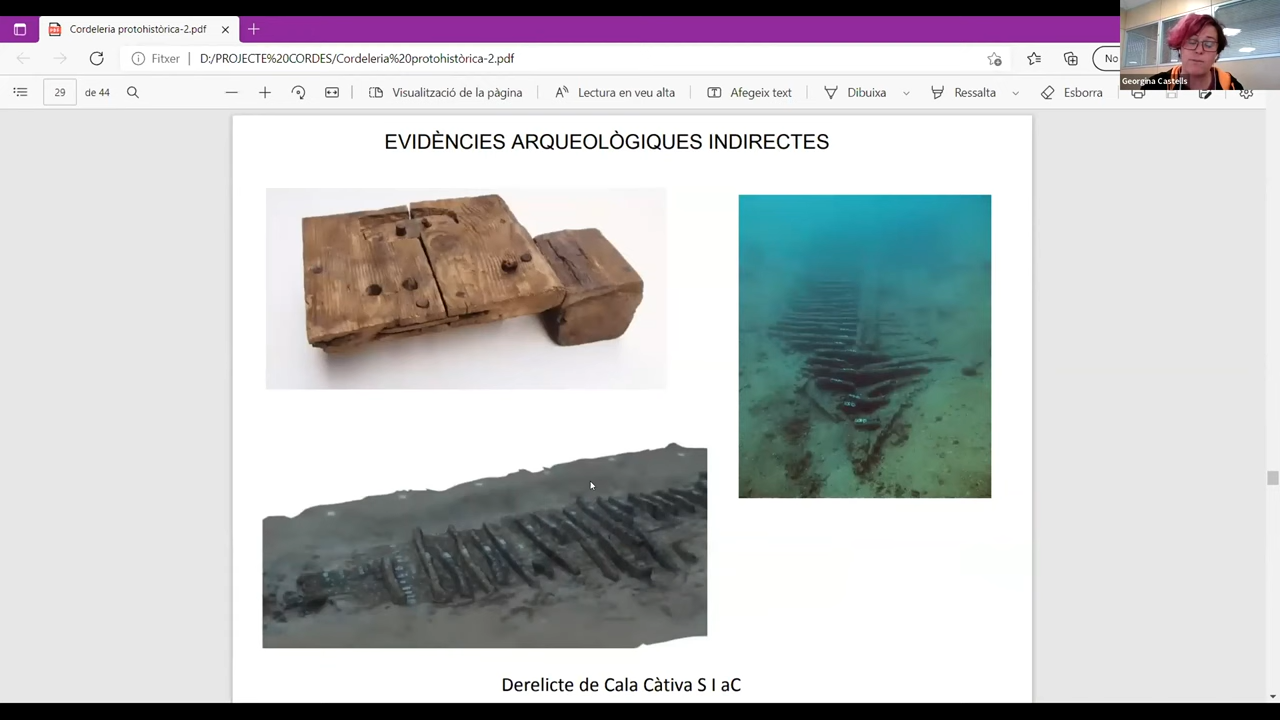 Cordeleria protohistòrica-2.pdf
Fitxer
D:/PROJECTE%20CORDES/Cordeleria%20protohistòrica-2.pdf
No
Georgina Castells
29 de 44
Visualització de pàgina
Lectura en veu alta
Afegeix text
Dibuixa
Ressalta
Esborra
EVIDÈNCIES ARQUEOLÒGIQUES INDIRECTES
Derelicte de Cala Càtiva S I aC